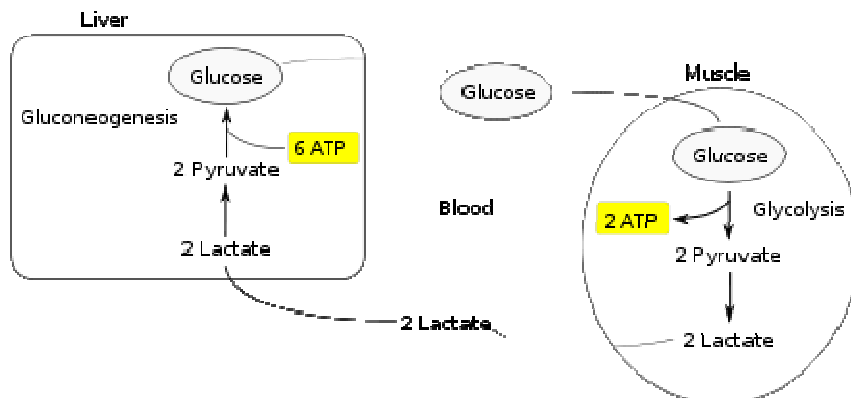 Liver
Glucose
Gluconeogenesis
6 ATP
2 Pyruvate
2 Lactate
Glucose
Blood
2 Lactate
Muscle
Glucose
2 ATP
Glycolysis
2 Pyruvate
2 Lactate